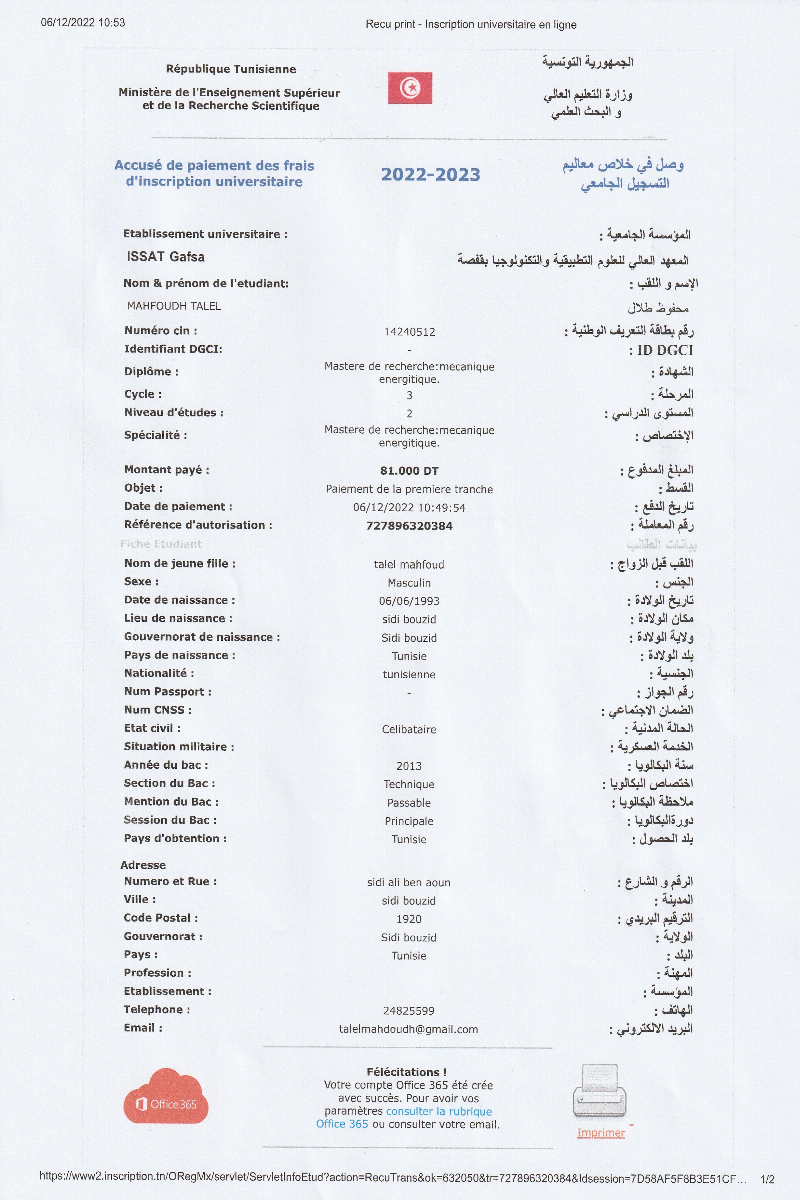 06/12/2022 10:53 Recu print - Inscription universitaire en ligne
République Tunisienne الجمهورية التونسية
Ministère de l'Enseignement Supérieur وزارة التعليم العالي
et de la Recherche Scientifique و البحث العلمي
Accusé de paiement des frais 2022-2023 وصل في خلاص معاليم
d'inscription universitaire التسجيل الجامعي
Etablissement universitaire : المؤسسة الجامعية :
ISSAT Gafsa المعهد العالي للعلوم التطبيقية والتكنولوجيا بقفصة
Nom & prénom de l'etudiant: الإسم و اللقب :
MAHFOUDH TALEL محفوظ طلال
Numéro cin : 14240512 رقم بطاقة التعريف الوطنية :
Identifiant DGCI: - ID DGCI :
Diplôme : Mastere de recherche:mecanique الشهادة :
energitique.
Cycle : 3 المرحلة :
Niveau d'études : 2 المستوى الدراسي :
Spécialité : Mastere de recherche:mecanique الإختصاص :
energitique.
Montant payé : 81.000 DT المبلغ المدفوع :
Objet : Paiement de la premiere tranche القسط :
Date de paiement : 06/12/2022 10:49:54 تاريخ الدفع :
Référence d'autorisation : 727896320384 رقم المعاملة :
Fiche Etudiant بيانات الطالب
Nom de jeune fille : talel mahfoud اللقب قبل الزواج :
Sexe : Masculin الجنس :
Date de naissance : 06/06/1993 تاريخ الولادة :
Lieu de naissance : sidi bouzid مكان الولادة :
Gouvernorat de naissance : Sidi bouzid ولاية الولادة :
Pays de naissance : Tunisie بلد الولادة :
Nationalité : tunisienne الجنسية :
Num Passport : - رقم الجواز :
Num CNSS : الضمان الاجتماعي :
Etat civil : Celibataire الحالة المدنية :
Situation militaire : الخدمة العسكرية :
Année du bac : 2013 سنة البكالوريا :
Section du Bac : Technique اختصاص البكالوريا :
Mention du Bac : Passable ملاحظة البكالوريا :
Session du Bac : Principale دورةالبكالوريا :
Pays d'obtention : Tunisie بلد الحصول :
Adresse
Numero et Rue : sidi ali ben aoun الرقم و الشارع :
Ville : sidi bouzid المدينة :
Code Postal : 1920 الترقيم البريدي :
Gouvernorat : Sidi bouzid الولاية :
Pays : Tunisie البلد :
Profession : المهنة :
Etablissement : المؤسسة :
Telephone : 24825599 الهاتف :
Email : talelmahdoudh@gmail.com البريد الالكتروني :
Félécitations !
Votre compte Office 365 été crée
avec succès. Pour avoir vos
paramètres consulter la rubrique
Office 365 ou consulter votre email.
Office 365
Imprimer
https://www2.inscription.tn/ORegMx/servlet/ServletInfoEtud?action=RecuTrans&ok=632050&tr=727896320384&Idsession=7D58AF5F8B3E51CF... 1/2